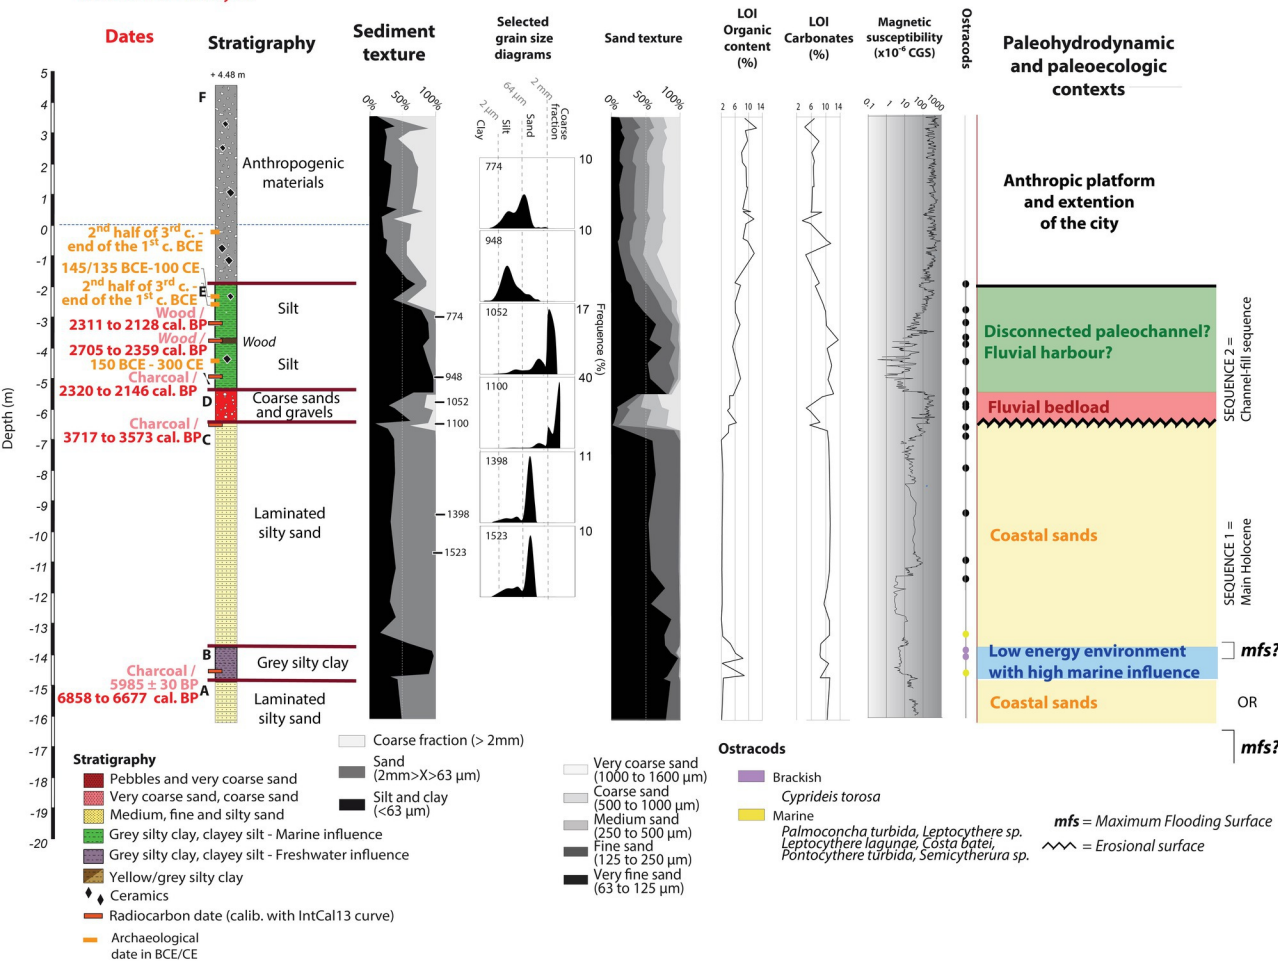 Dates
Stratigraphy
Sediment
texture
Selected
grain size
diagrams
Sand texture
LOI
Organic
content
(%)
LOI
Carbonates
(%)
Magnetic
susceptibility
(x10-6 CGS)
Ostracods
Paleohydrodynamic
and paleoecologic
contexts
+ 4.48 m
0% 50% 100%
2 µm 64 µm 2 mm
Clay Silt Sand Coarse fraction
0% 50% 100%
2 6 10 14
2 6 10 14
0.1 1 10 100 1000
Depth (m)
5
4
3
2
1
0
-1
-2
-3
-4
-5
-6
-7
-8
-9
-10
-11
-12
-13
-14
-15
-16
-17
-18
-19
-20
F
E
D
C
B
A
2nd half of 3rd c. -
end of the 1st c. BCE
145/135 BCE-100 CE
2nd half of 3rd c. -
end of the 1st c. BCE
Wood /
2311 to 2128 cal. BP
Wood /
2705 to 2359 cal. BP
150 BCE - 300 CE
Charcoal /
2320 to 2146 cal. BP
Charcoal /
3717 to 3573 cal. BP
Charcoal /
5985 ± 30 BP
6858 to 6677 cal. BP
Anthropogenic
materials
Silt
Wood
Silt
Coarse sands
and gravels
Laminated
silty sand
Grey silty clay
Laminated
silty sand
774
948
1052
1100
1398
1523
774
948
1052
1100
1398
1523
10
10
17
40
11
10
Frequence (%)
Anthropic platform
and extention
of the city
Disconnected paleochannel?
Fluvial harbour?
Fluvial bedload
Coastal sands
Low energy environment
with high marine influence
Coastal sands
SEQUENCE 2 =
Channel-fill sequence
SEQUENCE 1 =
Main Holocene
mfs?
OR
mfs?
Stratigraphy
Pebbles and very coarse sand
Very coarse sand, coarse sand
Medium, fine and silty sand
Grey silty clay, clayey silt - Marine influence
Grey silty clay, clayey silt - Freshwater influence
Yellow/grey silty clay
Ceramics
Radiocarbon date (calib. with IntCal13 curve)
Archaeological
date in BCE/CE
Coarse fraction (> 2mm)
Sand
(2mm>X>63 µm)
Silt and clay
(<63 µm)
Very coarse sand
(1000 to 1600 µm)
Coarse sand
(500 to 1000 µm)
Medium sand
(250 to 500 µm)
Fine sand
(125 to 250 µm)
Very fine sand
(63 to 125 µm)
Ostracods
Brackish
Cyprideis torosa
Marine
Palmoconcha turbida, Leptocythere sp.
Leptocythere lagunae, Costa batei,
Pontocythere turbida, Semicytherura sp.
mfs = Maximum Flooding Surface
= Erosional surface